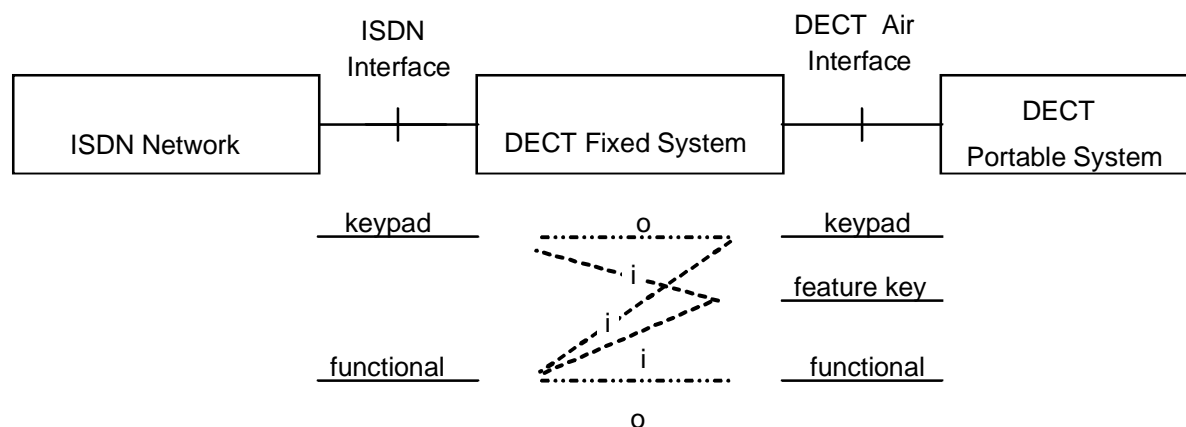 ISDN
Interface
DECT Air
Interface
ISDN Network
DECT Fixed System
DECT
Portable System
keypad
o
keypad
i
feature key
i
functional
i
functional
o